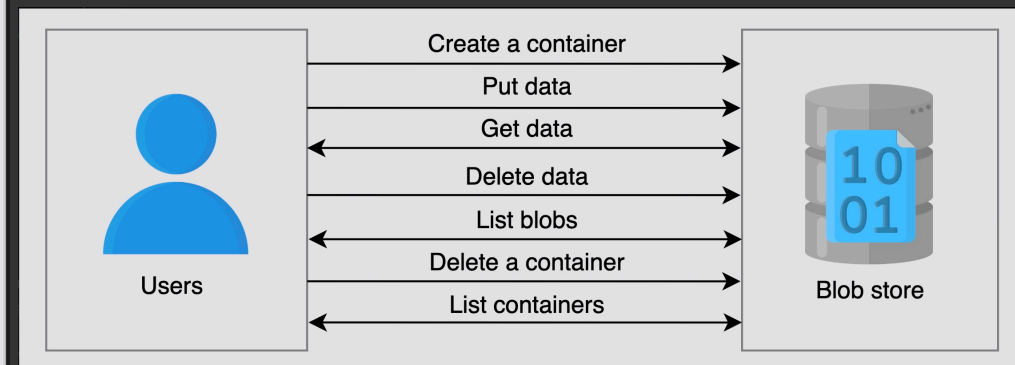 Create a container
Put data
Get data
Delete data
List blobs
Delete a container
List containers
Users
Blob store
10
01